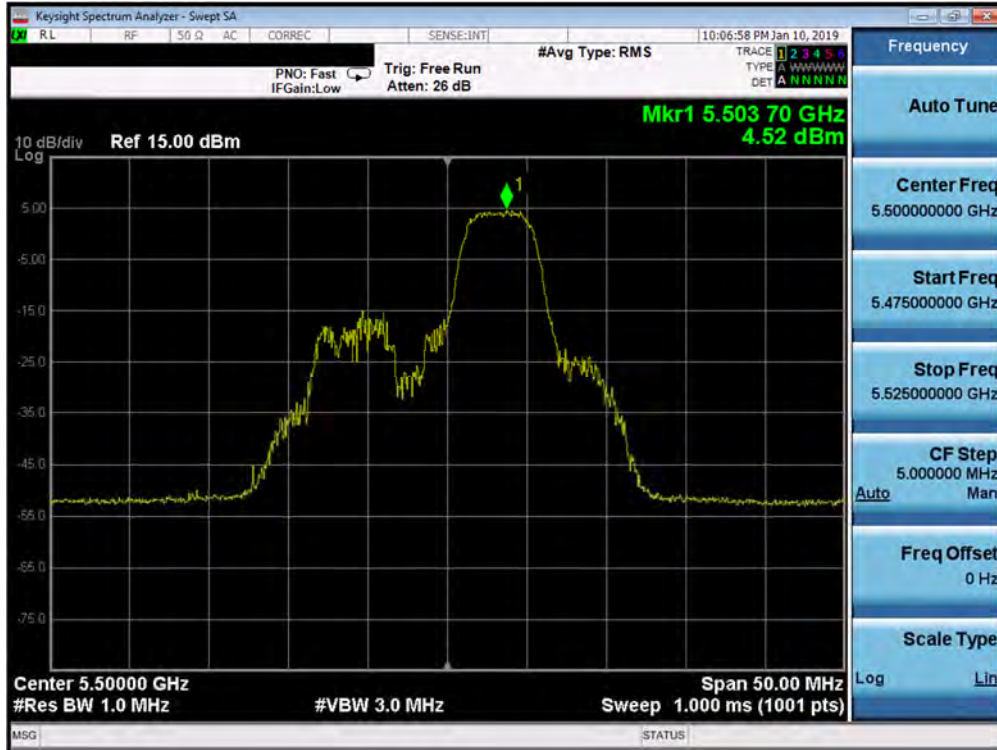 Keysight Spectrum Analyzer - Swept SA
RL RF 50 Ω AC CORREC SENSE:INT 10:06:58 PM Jan 10, 2019
#Avg Type: RMS
TRACE 1 2 3 4 5 6
PNO: Fast Trig: Free Run TYPE A WWWWW
IFGain:Low Atten: 26 dB DET A N N N N N
Mkr1 5.503 70 GHz
4.52 dBm
10 dB/div Ref 15.00 dBm
Log
1
5.00
-5.00
-15.0
-25.0
-35.0
-45.0
-55.0
-65.0
-75.0
Center 5.50000 GHz Span 50.00 MHz
#Res BW 1.0 MHz #VBW 3.0 MHz Sweep 1.000 ms (1001 pts)
MSG STATUS
Frequency
Auto Tune
Center Freq
5.500000000 GHz
Start Freq
5.475000000 GHz
Stop Freq
5.525000000 GHz
CF Step
5.000000 MHz
Auto Man
Freq Offset
0 Hz
Scale Type
Log Lin